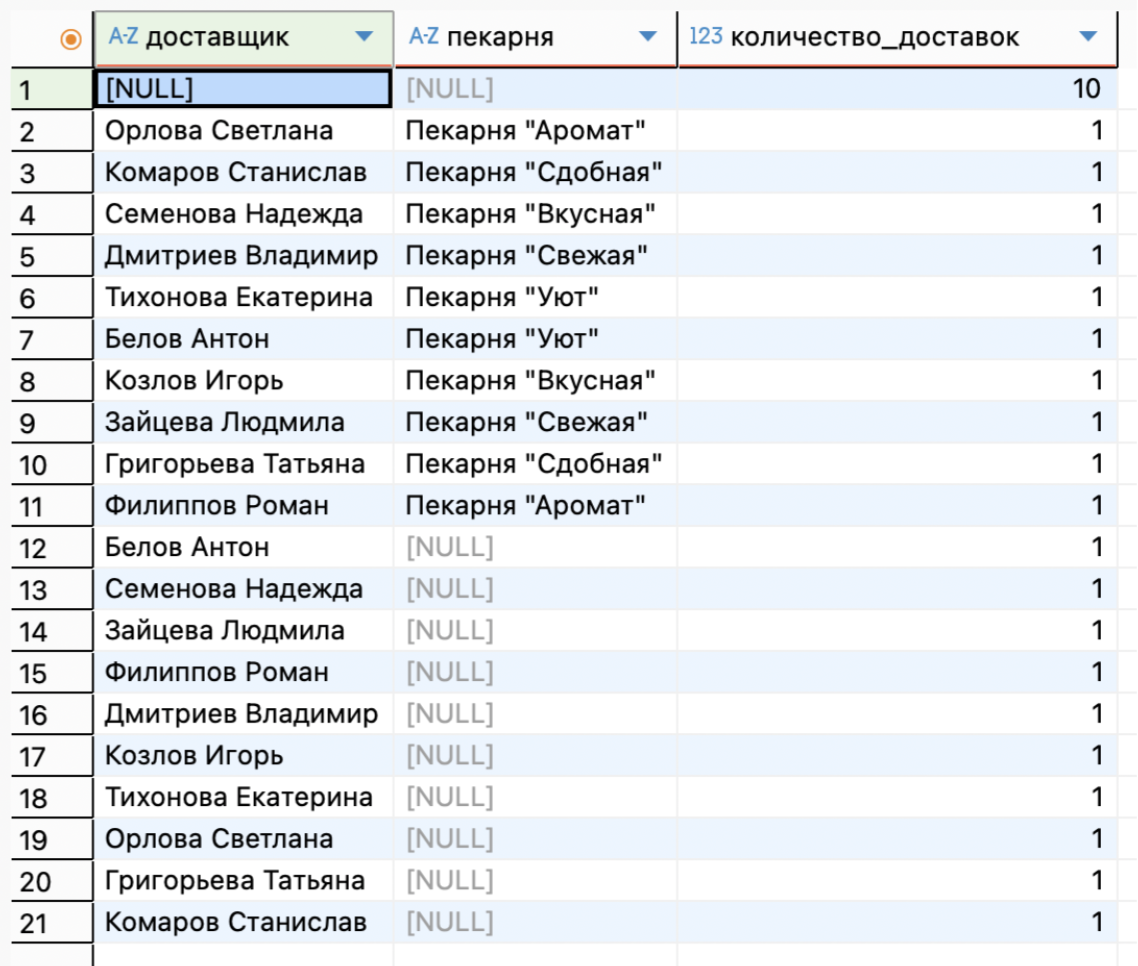 A-Z доставщик A-Z пекарня 123 количество_доставок
1 [NULL] [NULL] 10
2 Орлова Светлана Пекарня "Аромат" 1
3 Комаров Станислав Пекарня "Сдобная" 1
4 Семенова Надежда Пекарня "Вкусная" 1
5 Дмитриев Владимир Пекарня "Свежая" 1
6 Тихонова Екатерина Пекарня "Уют" 1
7 Белов Антон Пекарня "Уют" 1
8 Козлов Игорь Пекарня "Вкусная" 1
9 Зайцева Людмила Пекарня "Свежая" 1
10 Григорьева Татьяна Пекарня "Сдобная" 1
11 Филиппов Роман Пекарня "Аромат" 1
12 Белов Антон [NULL] 1
13 Семенова Надежда [NULL] 1
14 Зайцева Людмила [NULL] 1
15 Филиппов Роман [NULL] 1
16 Дмитриев Владимир [NULL] 1
17 Козлов Игорь [NULL] 1
18 Тихонова Екатерина [NULL] 1
19 Орлова Светлана [NULL] 1
20 Григорьева Татьяна [NULL] 1
21 Комаров Станислав [NULL] 1